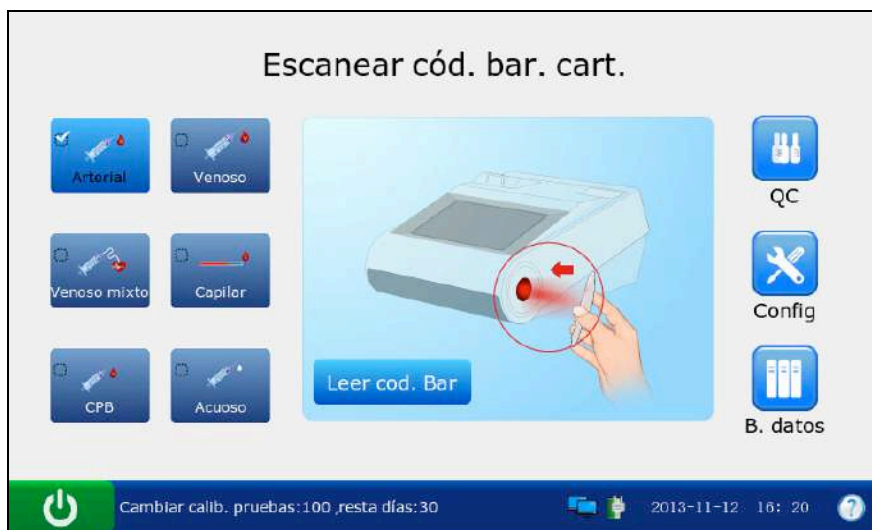 Escanear cód. bar. cart.
Arterial
Venoso
QC
Venoso mixto
Capilar
Config
CPB
Acuoso
Leer cod. Bar
B. datos
Cambiar calib. pruebas:100 ,resta días:30
2013-11-12 16: 20
?